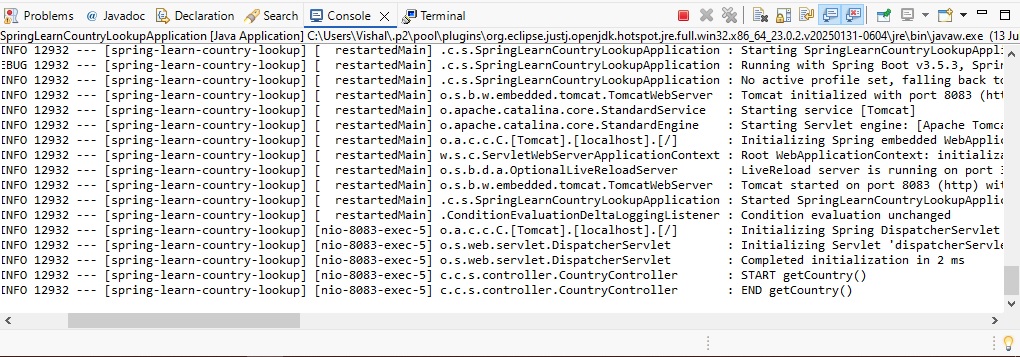 Problems Javadoc Declaration Search Console Terminal
SpringLearnCountryLookupApplication [Java Application] C:\Users\Vishal\.p2\pool\plugins\org.eclipse.justj.openjdk.hotspot.jre.full.win32.x86_64_23.0.2.v20250131-0604\jre\bin\javaw.exe (13 Ju
INFO 12932 --- [spring-learn-country-lookup] [  restartedMain] .c.s.SpringLearnCountryLookupApplication : Starting SpringLearnCountryLookupAppli
EBUG 12932 --- [spring-learn-country-lookup] [  restartedMain] .c.s.SpringLearnCountryLookupApplication : Running with Spring Boot v3.5.3, Sprin
INFO 12932 --- [spring-learn-country-lookup] [  restartedMain] .c.s.SpringLearnCountryLookupApplication : No active profile set, falling back to
INFO 12932 --- [spring-learn-country-lookup] [  restartedMain] o.s.b.w.embedded.tomcat.TomcatWebServer : Tomcat initialized with port 8083 (htt
INFO 12932 --- [spring-learn-country-lookup] [  restartedMain] o.apache.catalina.core.StandardService : Starting service [Tomcat]
INFO 12932 --- [spring-learn-country-lookup] [  restartedMain] o.apache.catalina.core.StandardEngine : Starting Servlet engine: [Apache Tomca
INFO 12932 --- [spring-learn-country-lookup] [  restartedMain] o.a.c.c.C.[Tomcat].[localhost].[/] : Initializing Spring embedded WebApplic
INFO 12932 --- [spring-learn-country-lookup] [  restartedMain] w.s.c.ServletWebServerApplicationContext : Root WebApplicationContext: initializa
INFO 12932 --- [spring-learn-country-lookup] [  restartedMain] o.s.b.d.a.OptionalLiveReloadServer : LiveReload server is running on port 3
INFO 12932 --- [spring-learn-country-lookup] [  restartedMain] o.s.b.w.embedded.tomcat.TomcatWebServer : Tomcat started on port 8083 (http) wit
INFO 12932 --- [spring-learn-country-lookup] [  restartedMain] .c.s.SpringLearnCountryLookupApplication : Started SpringLearnCountryLookupApplic
INFO 12932 --- [spring-learn-country-lookup] [  restartedMain] .ConditionEvaluationDeltaLoggingListener : Condition evaluation unchanged
INFO 12932 --- [spring-learn-country-lookup] [nio-8083-exec-5] o.a.c.c.C.[Tomcat].[localhost].[/] : Initializing Spring DispatcherServlet
INFO 12932 --- [spring-learn-country-lookup] [nio-8083-exec-5] o.s.web.servlet.DispatcherServlet : Initializing Servlet 'dispatcherServle
INFO 12932 --- [spring-learn-country-lookup] [nio-8083-exec-5] o.s.web.servlet.DispatcherServlet : Completed initialization in 2 ms
INFO 12932 --- [spring-learn-country-lookup] [nio-8083-exec-5] c.c.s.controller.CountryController : START getCountry()
INFO 12932 --- [spring-learn-country-lookup] [nio-8083-exec-5] c.c.s.controller.CountryController : END getCountry()